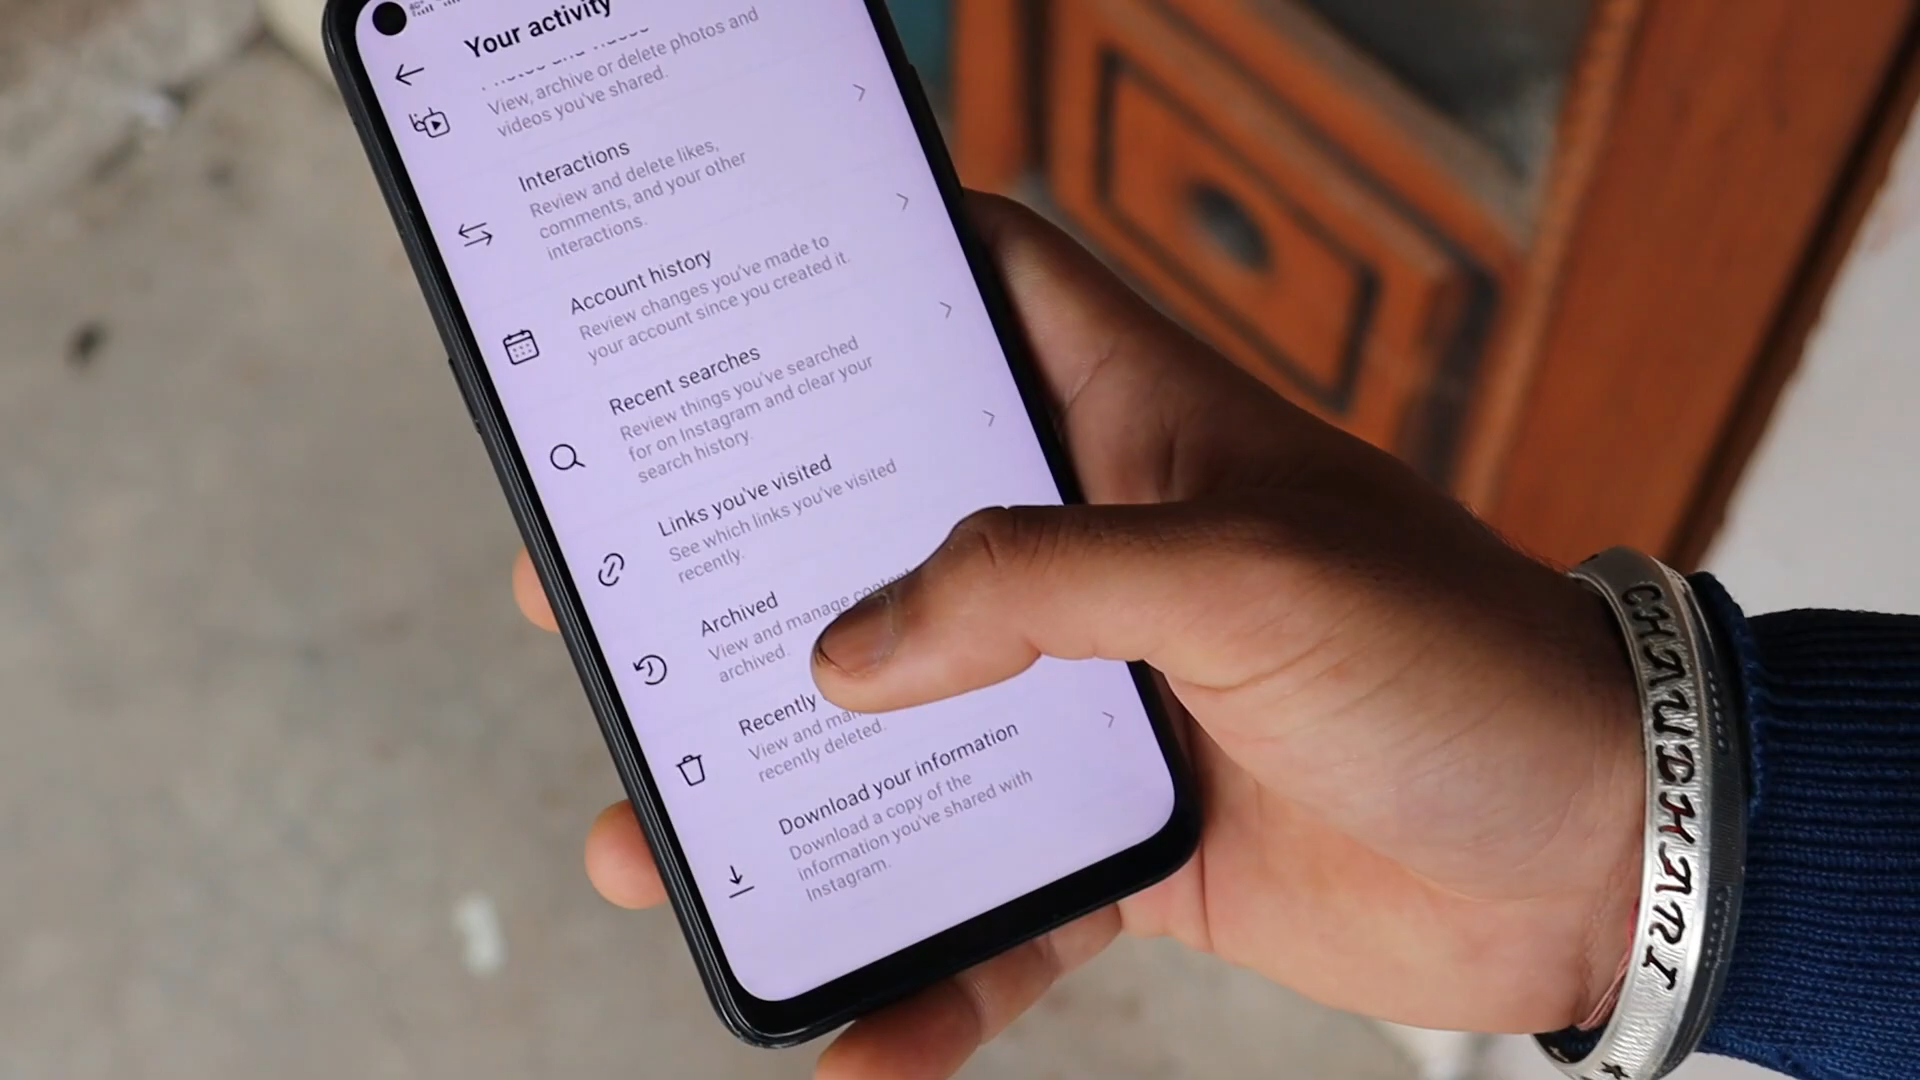 Your activity
View, archive or delete photos and
videos you've shared.
Interactions
Review and delete likes,
comments, and your other
interactions.
Account history
Review changes you've made to
your account since you created it.
Recent searches
Review things you've searched
for on Instagram and clear your
search history.
Links you've visited
See which links you've visited
recently.
Archived
View and manage content
archived.
Recently
View and
recently deleted.
Download your information
Download a copy of the
information you've shared with
Instagram.